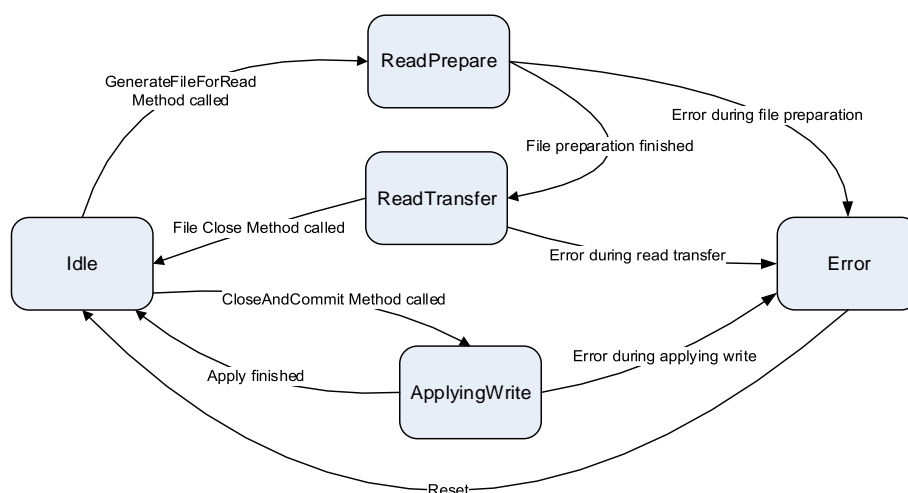 ReadPrepare
GenerateFileForRead
Method called
Error during file preparation
File preparation finished
ReadTransfer
File Close Method called
Error during read transfer
Idle
Error
CloseAndCommit Method called
Error during applying write
Apply finished
ApplyingWrite
Reset